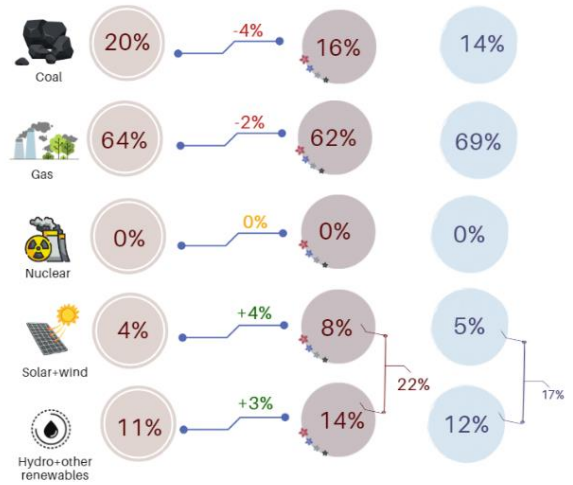 20% -4% 16% 14%
Coal
64% -2% 62% 69%
Gas
0% 0% 0% 0%
Nuclear
4% +4% 8% 5%
Solar+wind
22% 17%
11% +3% 14% 12%
Hydro+other
renewables